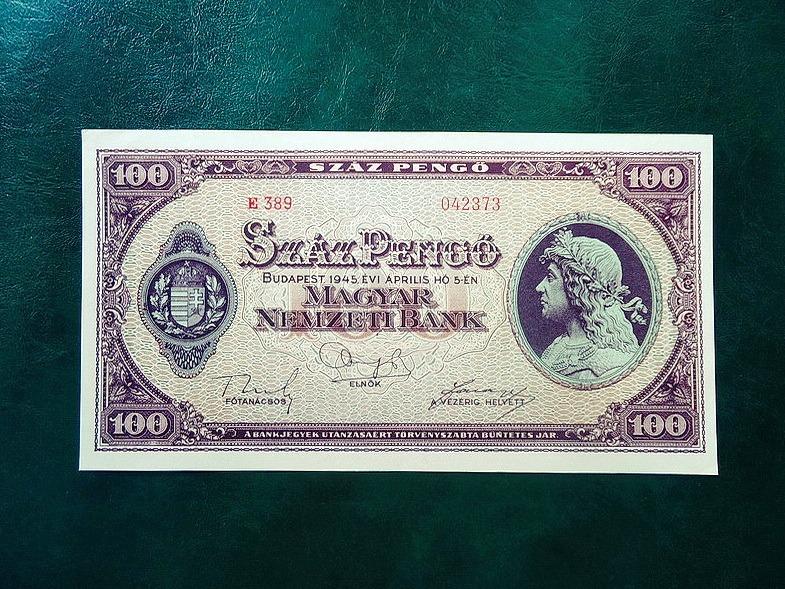 100 SZÁZ PENGŐ 100
E 389 042373
SZÁZ PENGŐ
BUDAPEST 1945. ÉVI ÁPRILIS HÓ 5-ÉN
MAGYAR
NEMZETI BANK
FŐTANÁCSOS ELNÖK A VEZÉRIG. HELYETT
100 A BANKJEGYEK UTÁNZÁSÁÉRT TÖRVÉNYSZABTA BÜNTETÉS JÁR. 100